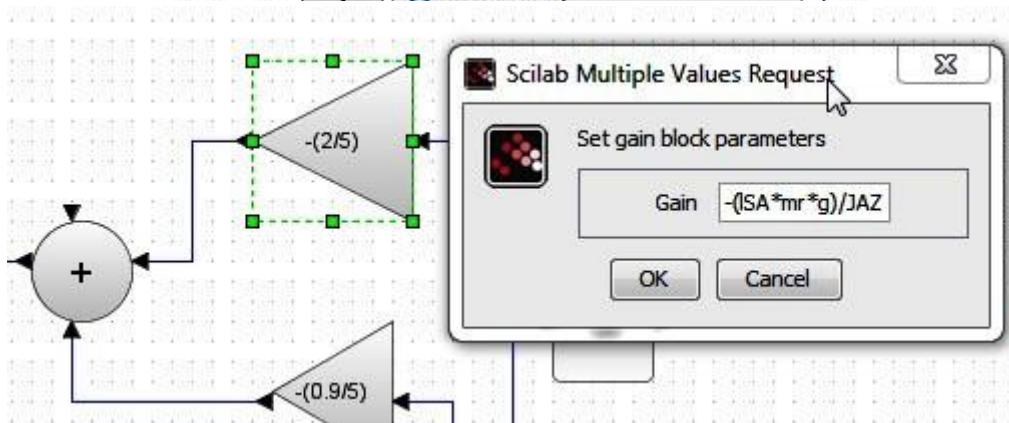 Scilab Multiple Values Request
-(2/5)
Set gain block parameters
Gain -(lSA*mr*g)/JAZ
+
OK Cancel
-(0.9/5)